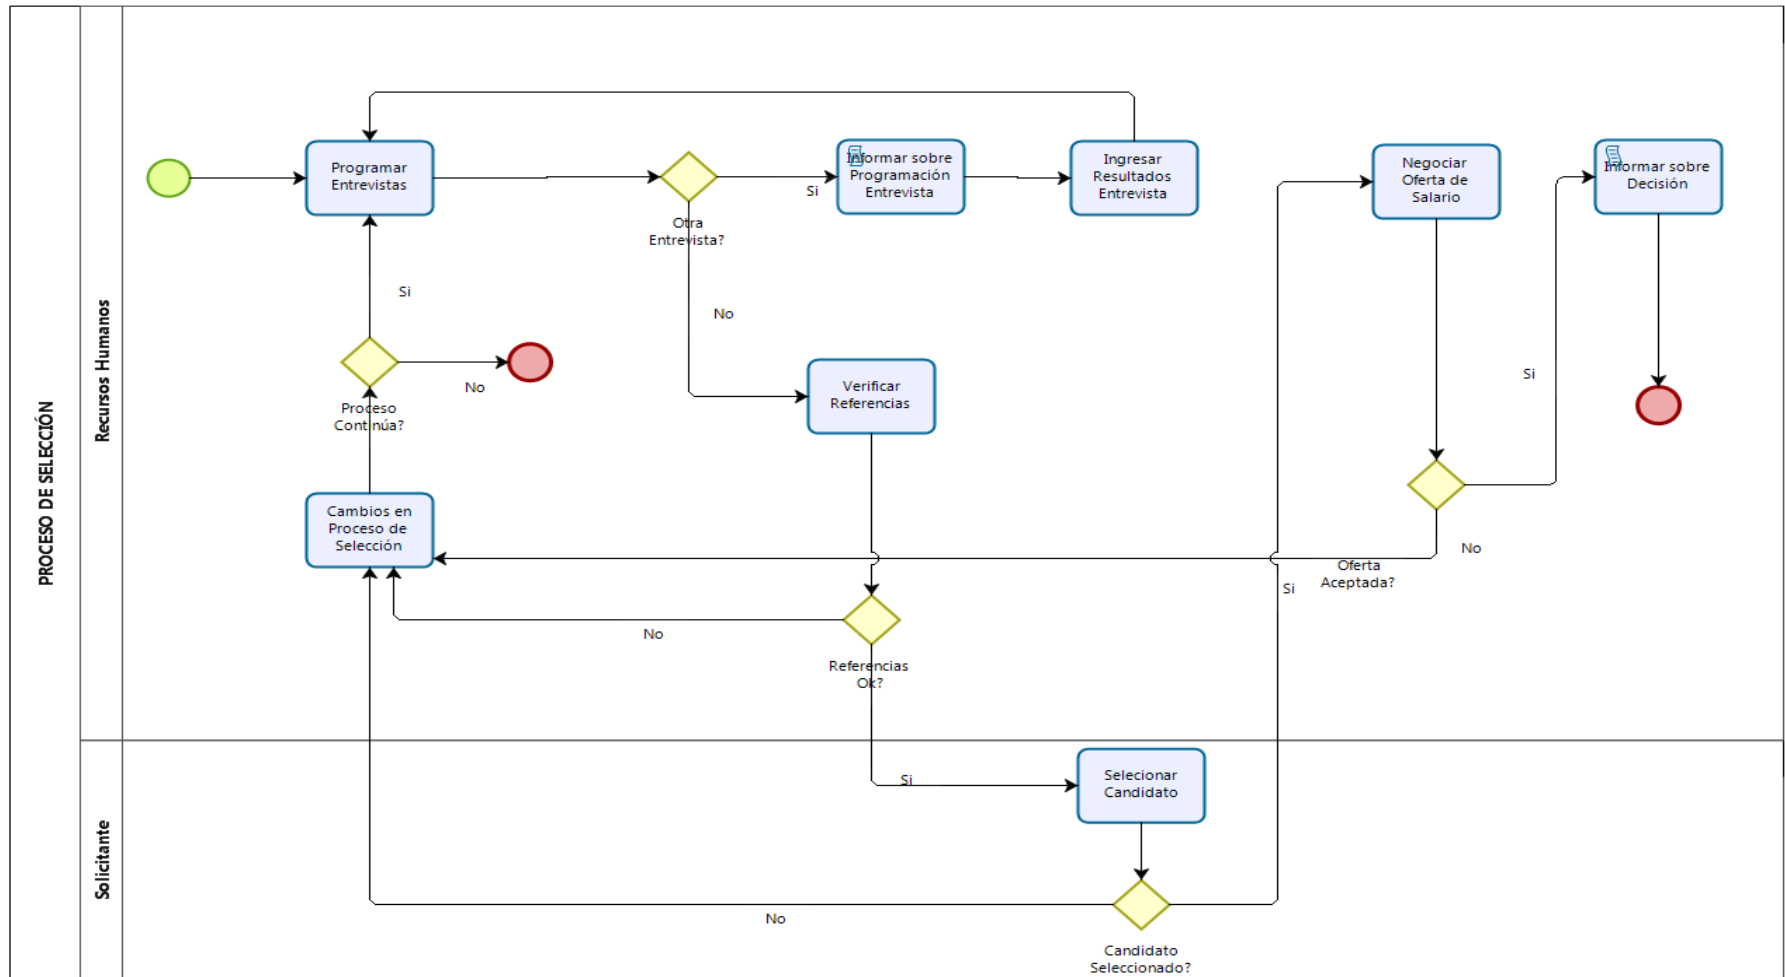 PROCESO DE SELECCIÓN
Recursos Humanos
Programar
Entrevistas
Otra
Entrevista?
Si
Informar sobre
Programación
Entrevista
Ingresar
Resultados
Entrevista
Negociar
Oferta de
Salario
Informar sobre
Decisión
Si
No
Proceso
Continúa?
No
Verificar
Referencias
Si
Cambios en
Proceso de
Selección
No
Oferta
Aceptada?
Si
No
Referencias
Ok?
Solicitante
Si
Selecionar
Candidato
No
Candidato
Seleccionado?